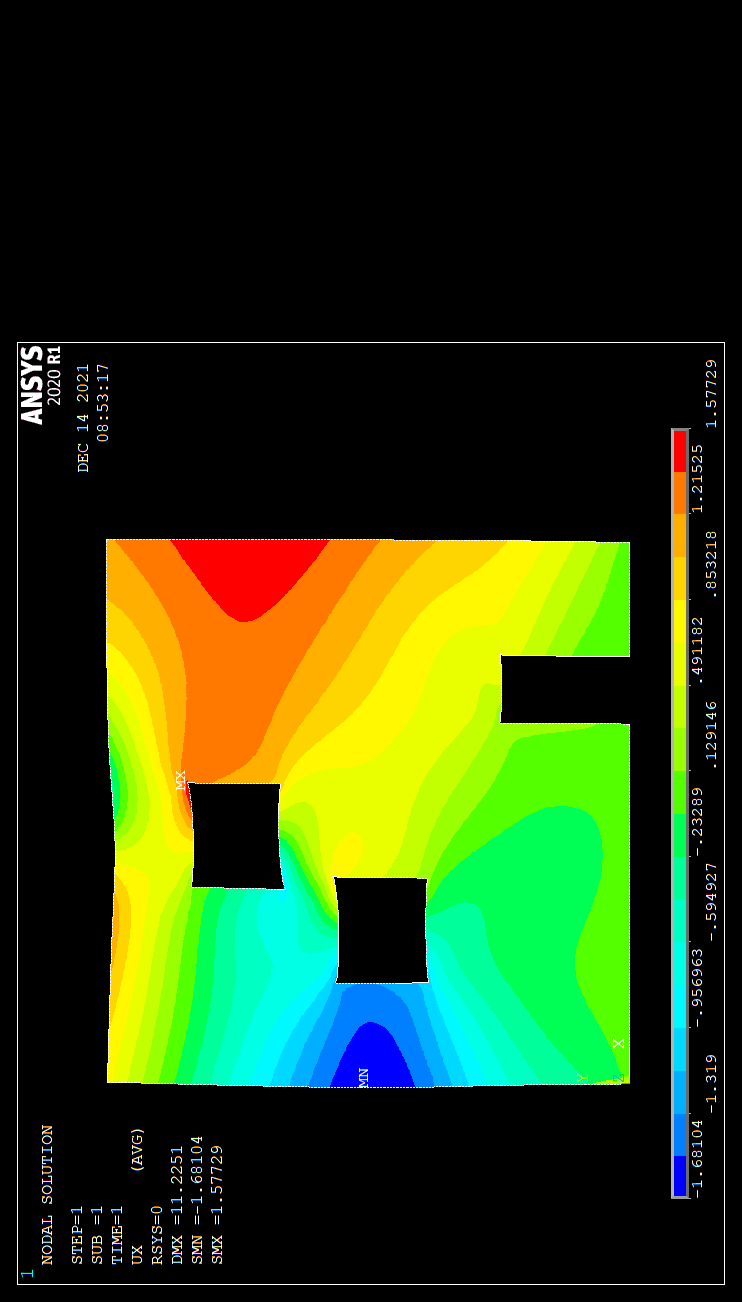 1
NODAL SOLUTION
STEP=1
SUB =1
TIME=1
UX (AVG)
RSYS=0
DMX =11.2251
SMN =-1.68104
SMX =1.57729
ANSYS
2020 R1
DEC 14 2021
08:53:17
MX
MN
Y
Z
X
-1.68104
-1.319
-.956963
-.594927
-.23289
.129146
.491182
.853218
1.21525
1.57729